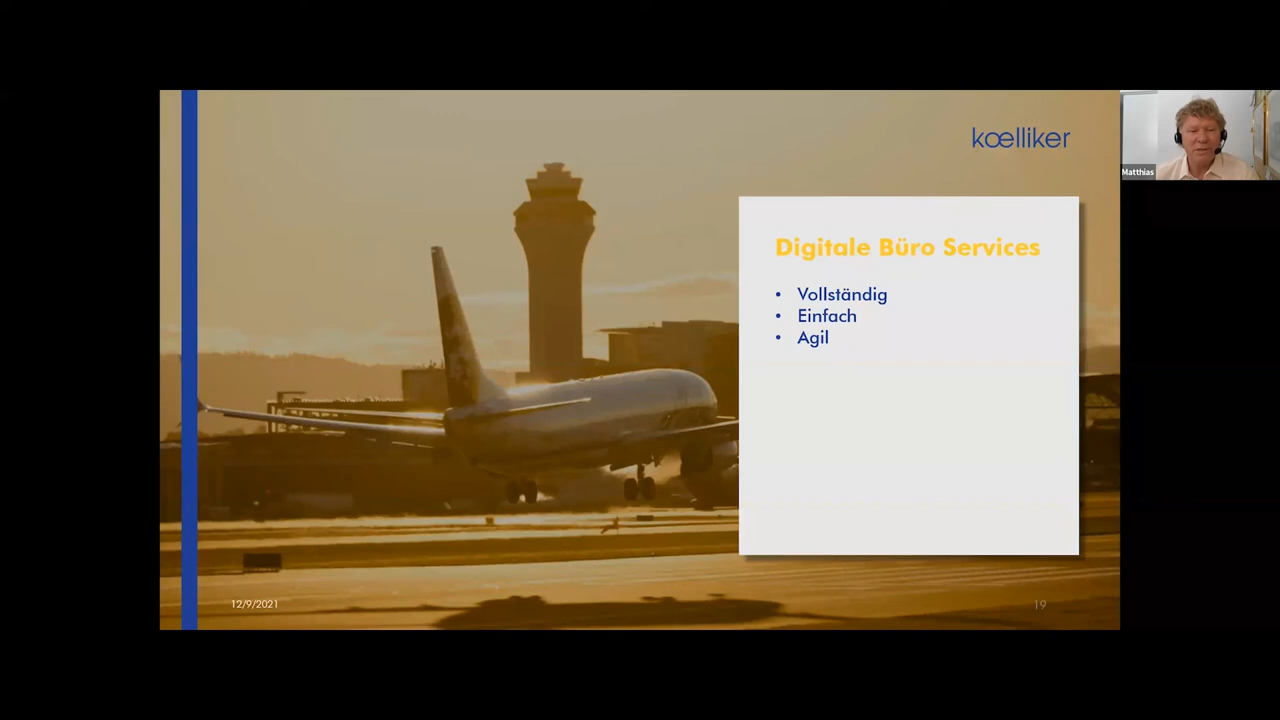 kœlliker
Matthias
Digitale Büro Services
• Vollständig
• Einfach
• Agil
12/9/2021
19